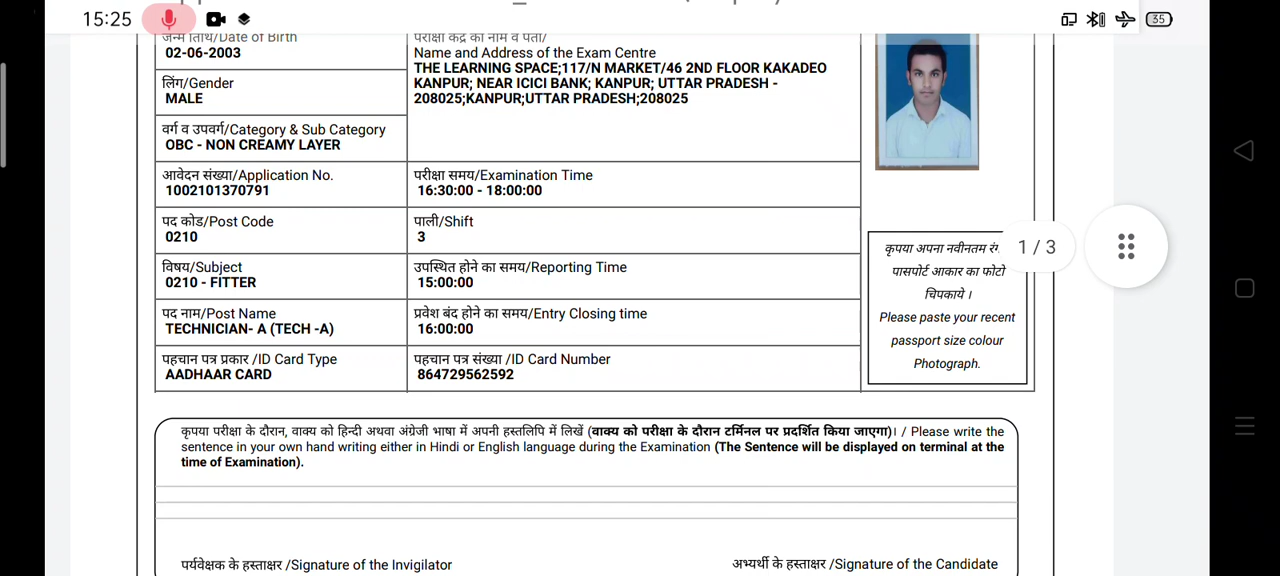 15:25
35
जन्म तिथि/Date of Birth
02-06-2003
परीक्षा केंद्र का नाम व पता/
Name and Address of the Exam Centre
THE LEARNING SPACE;117/N MARKET/46 2ND FLOOR KAKADEO
KANPUR; NEAR ICICI BANK; KANPUR; UTTAR PRADESH -
208025;KANPUR;UTTAR PRADESH;208025
लिंग/Gender
MALE
वर्ग व उपवर्ग/Category & Sub Category
OBC - NON CREAMY LAYER
आवेदन संख्या/Application No.
1002101370791
परीक्षा समय/Examination Time
16:30:00 - 18:00:00
पद कोड/Post Code
0210
पाली/Shift
3
विषय/Subject
0210 - FITTER
उपस्थित होने का समय/Reporting Time
15:00:00
पद नाम/Post Name
TECHNICIAN- A (TECH -A)
प्रवेश बंद होने का समय/Entry Closing time
16:00:00
पहचान पत्र प्रकार /ID Card Type
AADHAAR CARD
पहचान पत्र संख्या /ID Card Number
864729562592
कृपया अपना नवीनतम
पासपोर्ट आकार का फोटो
चिपकाये ।
Please paste your recent
passport size colour
Photograph.
1 / 3
कृपया परीक्षा के दौरान, वाक्य को हिन्दी अथवा अंग्रेजी भाषा में अपनी हस्तलिपि में लिखें (वाक्य को परीक्षा के दौरान टर्मिनल पर प्रदर्शित किया जाएगा)। / Please write the
sentence in your own hand writing either in Hindi or English language during the Examination (The Sentence will be displayed on terminal at the
time of Examination).
पर्यवेक्षक के हस्ताक्षर /Signature of the Invigilator
अभ्यर्थी के हस्ताक्षर /Signature of the Candidate